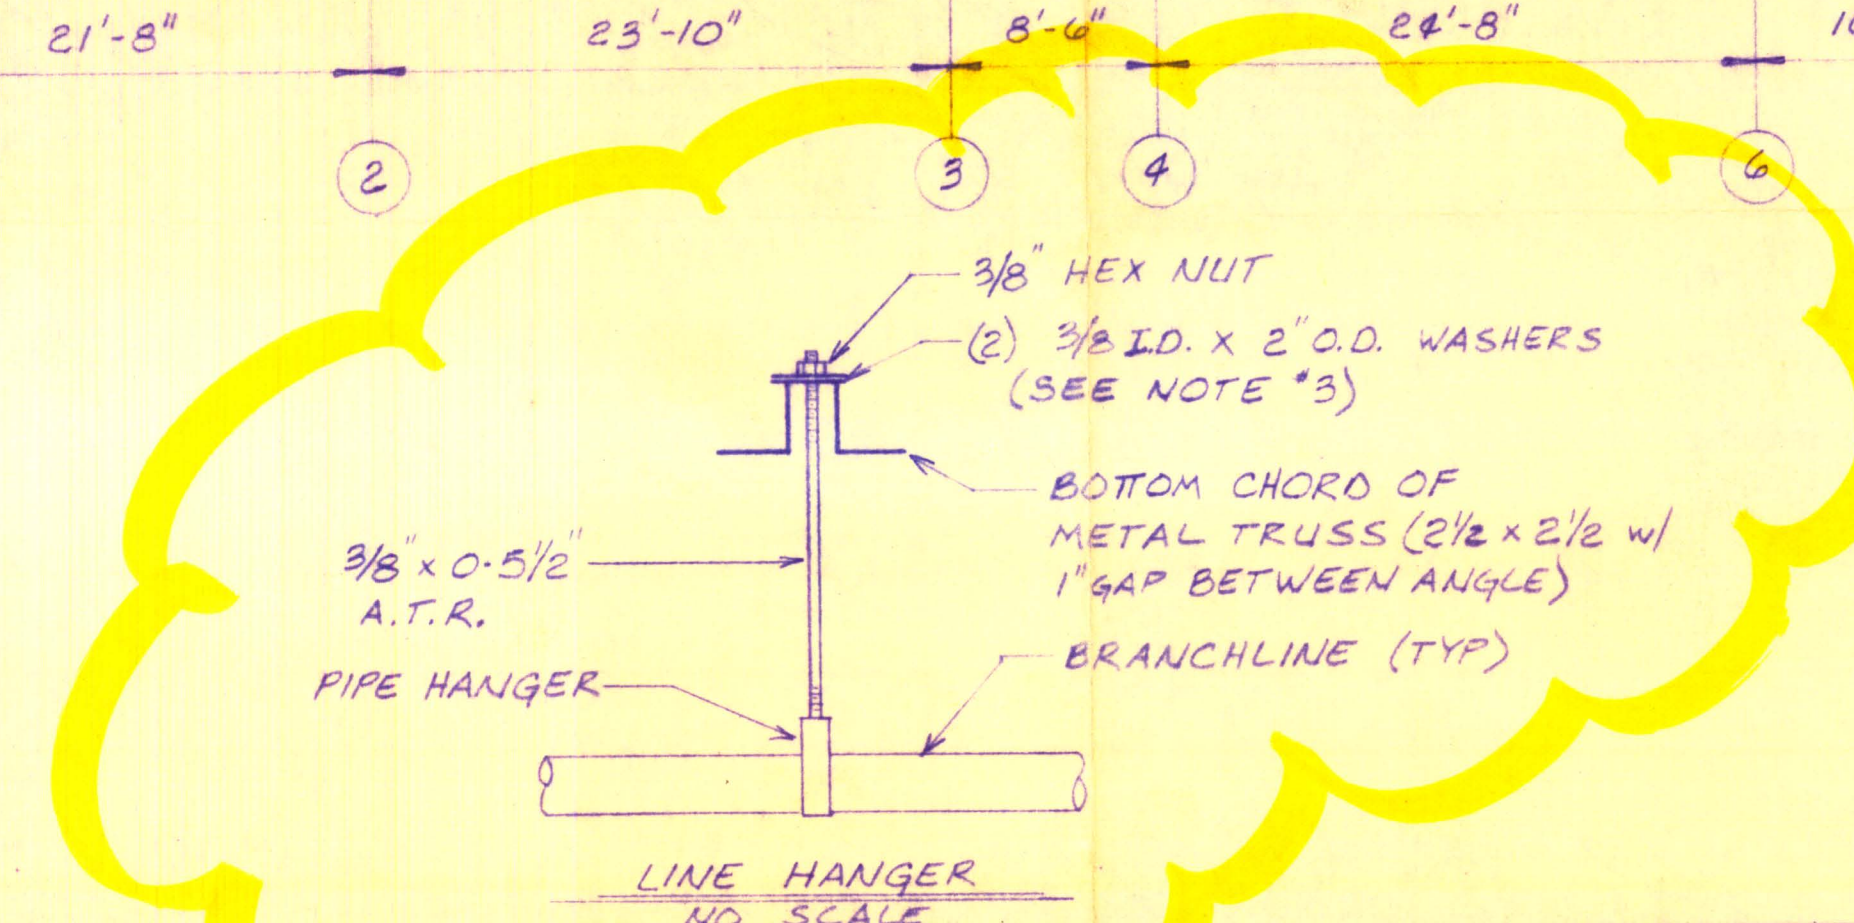 21'-8" 23'-10" 8'-6" 24'-8"
2 3 4 6
3/8" HEX NUT
(2) 3/8 I.D. X 2" O.D. WASHERS
(SEE NOTE #3)
BOTTOM CHORD OF
METAL TRUSS (2 1/2 x 2 1/2 w/
1" GAP BETWEEN ANGLE)
3/8" x 0-5 1/2"
A.T.R.
BRANCHLINE (TYP)
PIPE HANGER
LINE HANGER
NO SCALE